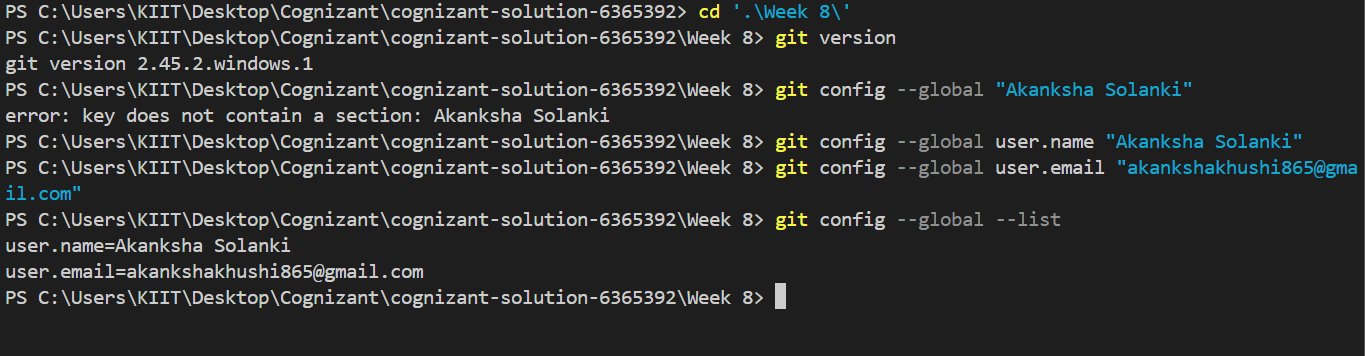 PS C:\Users\KIIT\Desktop\Cognizant\cognizant-solution-6365392> cd '.\Week 8\'
PS C:\Users\KIIT\Desktop\Cognizant\cognizant-solution-6365392\Week 8> git version
git version 2.45.2.windows.1
PS C:\Users\KIIT\Desktop\Cognizant\cognizant-solution-6365392\Week 8> git config --global "Akanksha Solanki"
error: key does not contain a section: Akanksha Solanki
PS C:\Users\KIIT\Desktop\Cognizant\cognizant-solution-6365392\Week 8> git config --global user.name "Akanksha Solanki"
PS C:\Users\KIIT\Desktop\Cognizant\cognizant-solution-6365392\Week 8> git config --global user.email "akankshakhushi865@gma
il.com"
PS C:\Users\KIIT\Desktop\Cognizant\cognizant-solution-6365392\Week 8> git config --global --list
user.name=Akanksha Solanki
user.email=akankshakhushi865@gmail.com
PS C:\Users\KIIT\Desktop\Cognizant\cognizant-solution-6365392\Week 8>